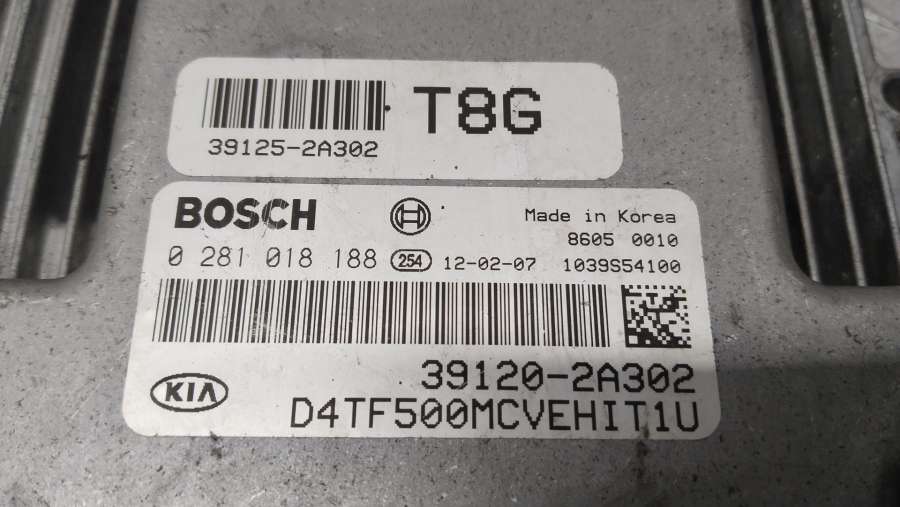 T8G
39125-2A302
BOSCH Made in Korea
8605 0010
0 281 018 188 254 12-02-07 1039S54100
39120-2A302
KIA
D4TF500MCVEHIT1U